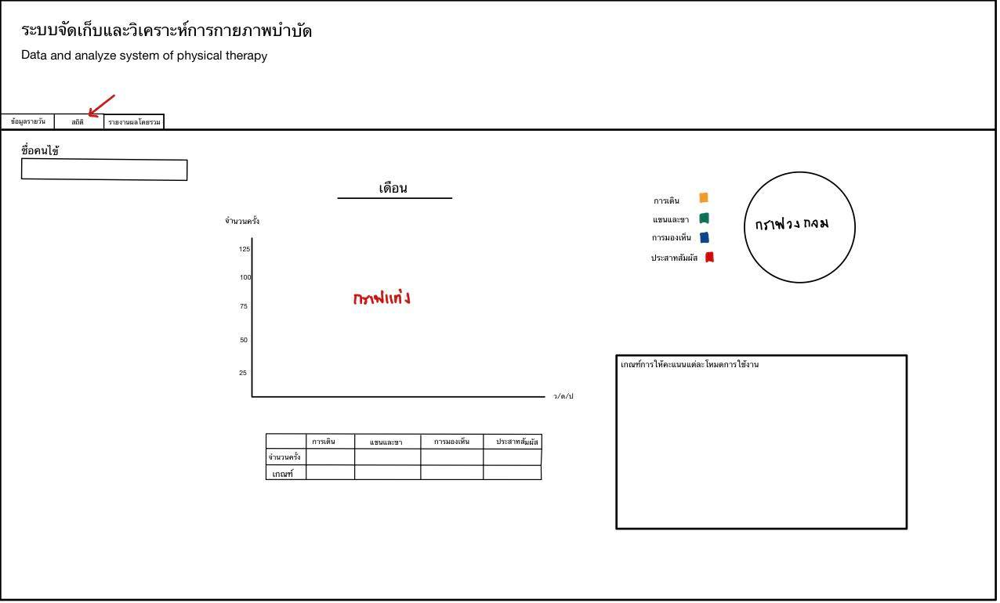 ระบบจัดเก็บและวิเคราะห์การกายภาพบำบัด
Data and analyze system of physical therapy
ข้อมูลรายวัน
สถิติ
รายงานผลโดยรวม
ชื่อคนไข้
เดือน
จำนวนครั้ง
125
100
75
50
25
กราฟแท่ง
ว/ด/ป
การเดิน
แขนและขา
การมองเห็น
ประสาทสัมผัส
กราฟวงกลม
การเดิน แขนและขา การมองเห็น ประสาทสัมผัส
จำนวนครั้ง
เกณฑ์
เกณฑ์การให้คะแนนแต่ละโหมดการใช้งาน